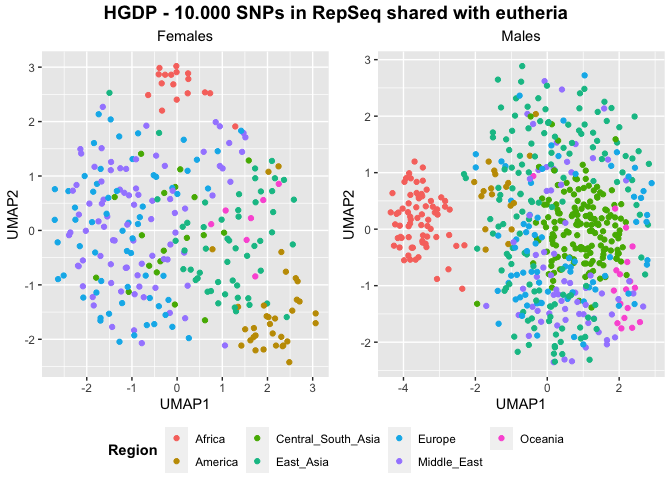 HGDP - 10.000 SNPs in RepSeq shared with eutheria
Females
Males
UMAP2
3
2
1
0
-1
-2
-2
-1
0
1
2
3
UMAP1
UMAP2
3
2
1
0
-1
-2
-4
-2
0
2
UMAP1
Region
Africa
Central_South_Asia
Europe
Oceania
America
East_Asia
Middle_East